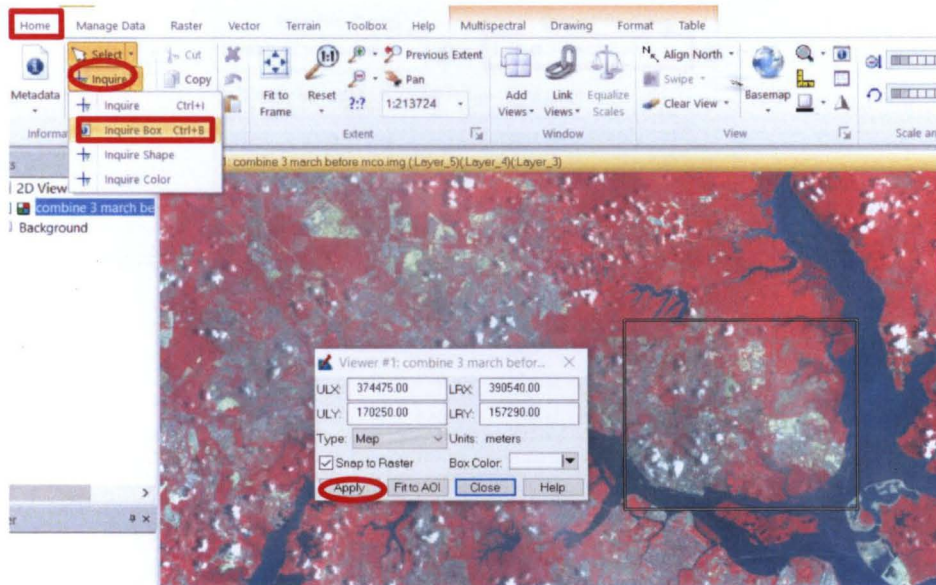 Home Manage Data Raster Vector Terrain Toolbox Help Multispectral Drawing Format Table
Select
Inquire
Metadata
Cut
Copy
Informa
Inquire Ctrl+I
Inquire Box Ctrl+B
Inquire Shape
Inquire Color
Fit to Frame
Reset
1:1
?:?
Previous Extent
Pan
1:213724
Extent
Add Views
Link Views
Equalize Scales
Window
Align North
Swipe
Clear View
Basemap
View
Scale an
1: combine 3 march before mco.img (:Layer_5)(:Layer_4)(:Layer_3)
2D View
combine 3 march be
Background
Viewer #1: combine 3 march befor...
ULX: 374475.00 LRX: 390540.00
ULY: 170250.00 LRY: 157290.00
Type: Map Units: meters
Snap to Raster Box Color:
Apply Fit to AOI Close Help